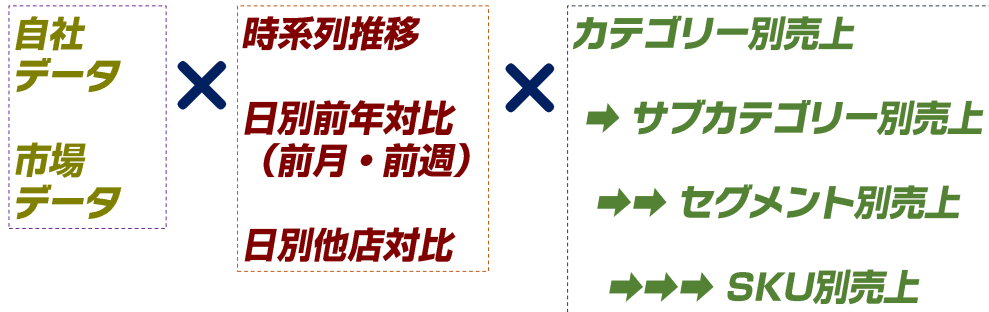 自社
データ
市場
データ
×
時系列推移
日別前年対比
（前月・前週）
日別他店対比
×
カテゴリー別売上
➡ サブカテゴリー別売上
➡➡ セグメント別売上
➡➡➡ SKU別売上